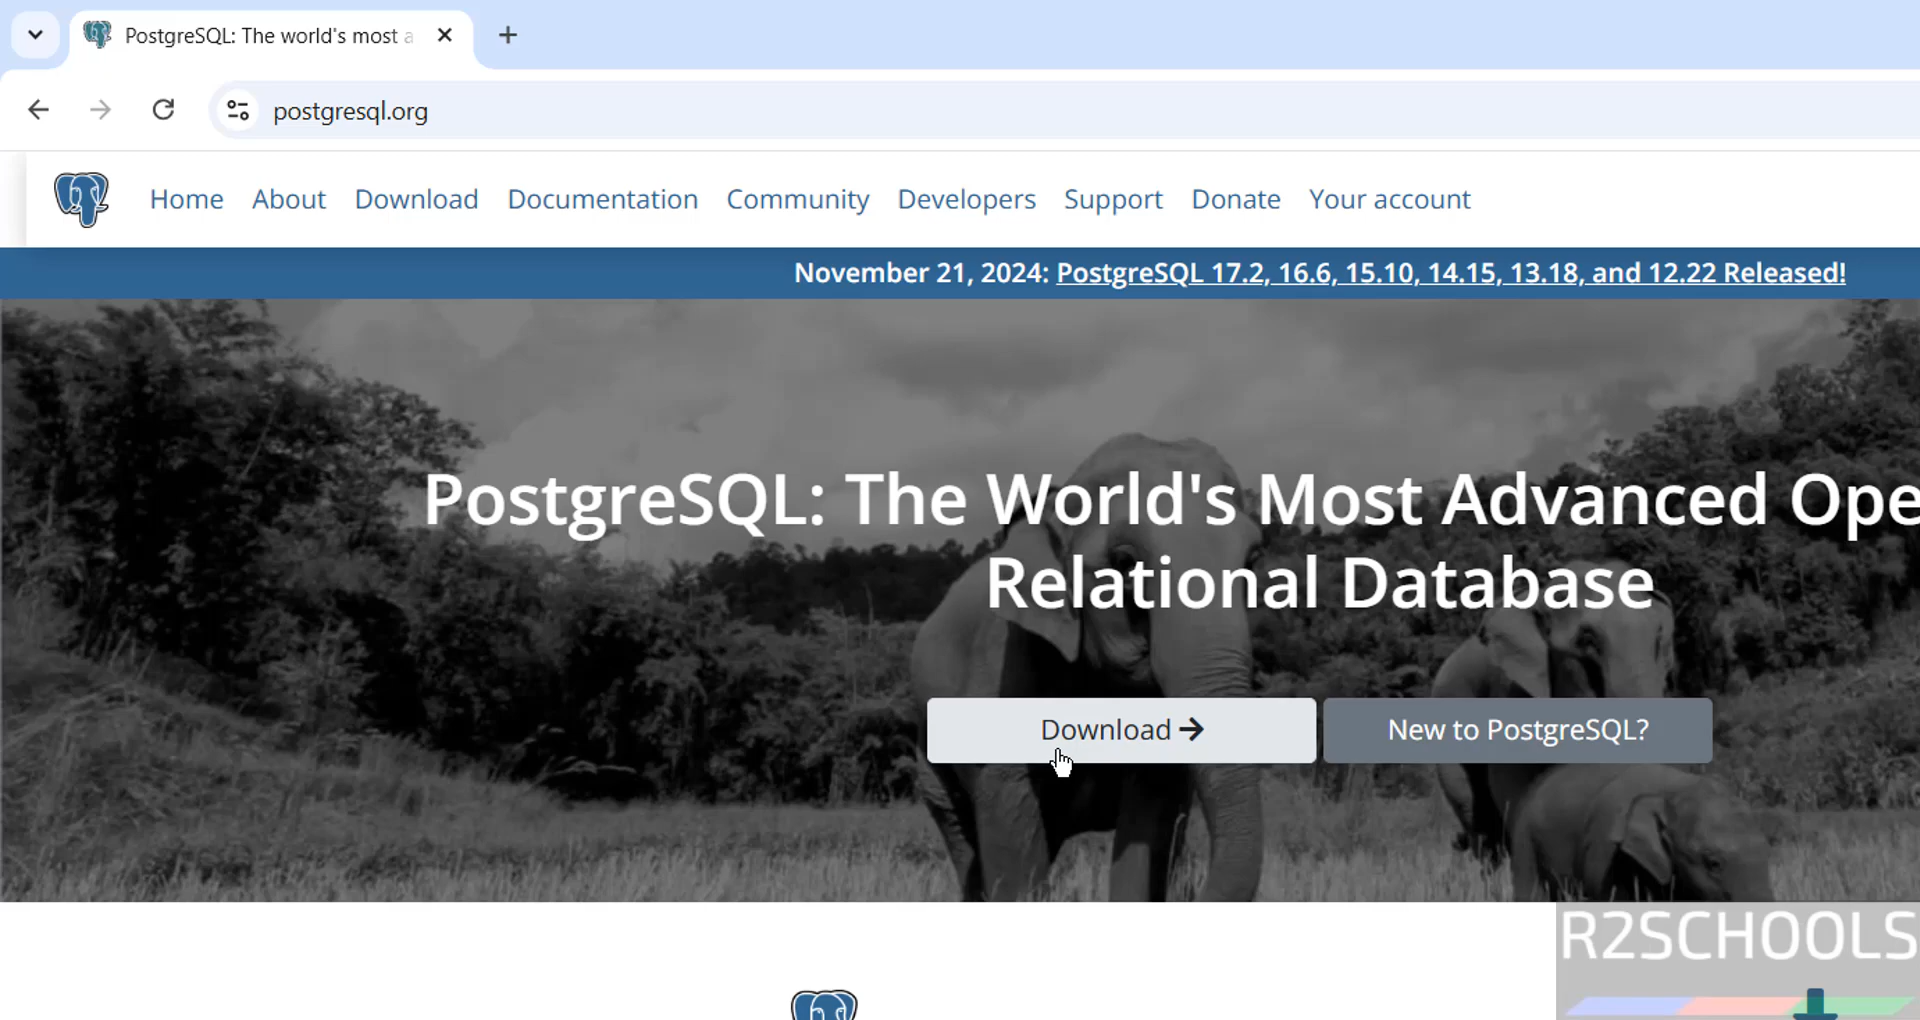 PostgreSQL: The world's most a
postgresql.org
Home About Download Documentation Community Developers Support Donate Your account
November 21, 2024: PostgreSQL 17.2, 16.6, 15.10, 14.15, 13.18, and 12.22 Released!
PostgreSQL: The World's Most Advanced Ope
Relational Database
Download → New to PostgreSQL?
R2SCHOOLS